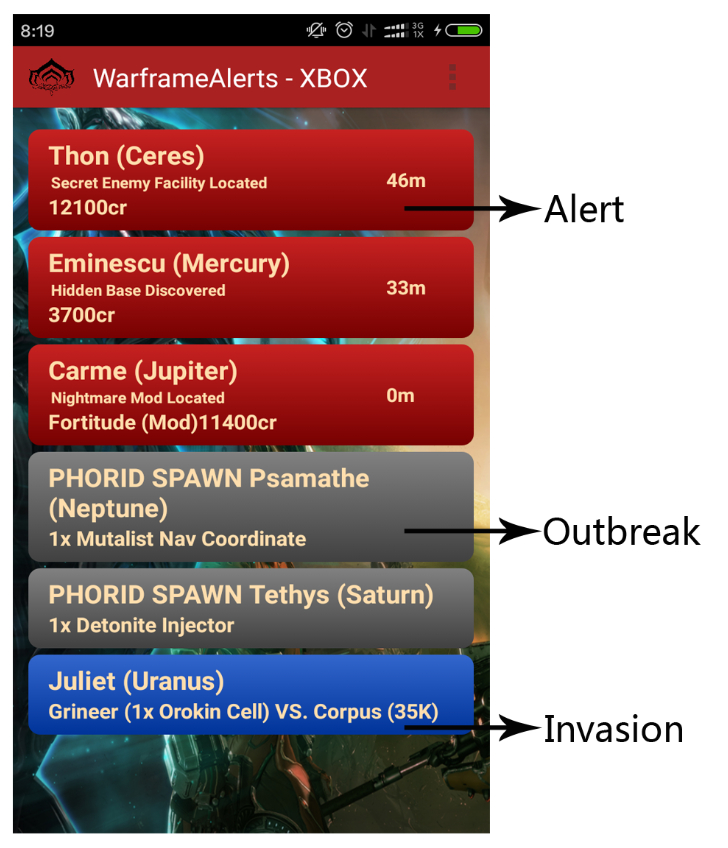 8:19
3G
1X
WarframeAlerts - XBOX
Thon (Ceres)
Secret Enemy Facility Located
46m
12100cr
Alert
Eminescu (Mercury)
Hidden Base Discovered
33m
3700cr
Carme (Jupiter)
Nightmare Mod Located
0m
Fortitude (Mod)11400cr
PHORID SPAWN Psamathe
(Neptune)
1x Mutalist Nav Coordinate
Outbreak
PHORID SPAWN Tethys (Saturn)
1x Detonite Injector
Juliet (Uranus)
Grineer (1x Orokin Cell) VS. Corpus (35K)
Invasion